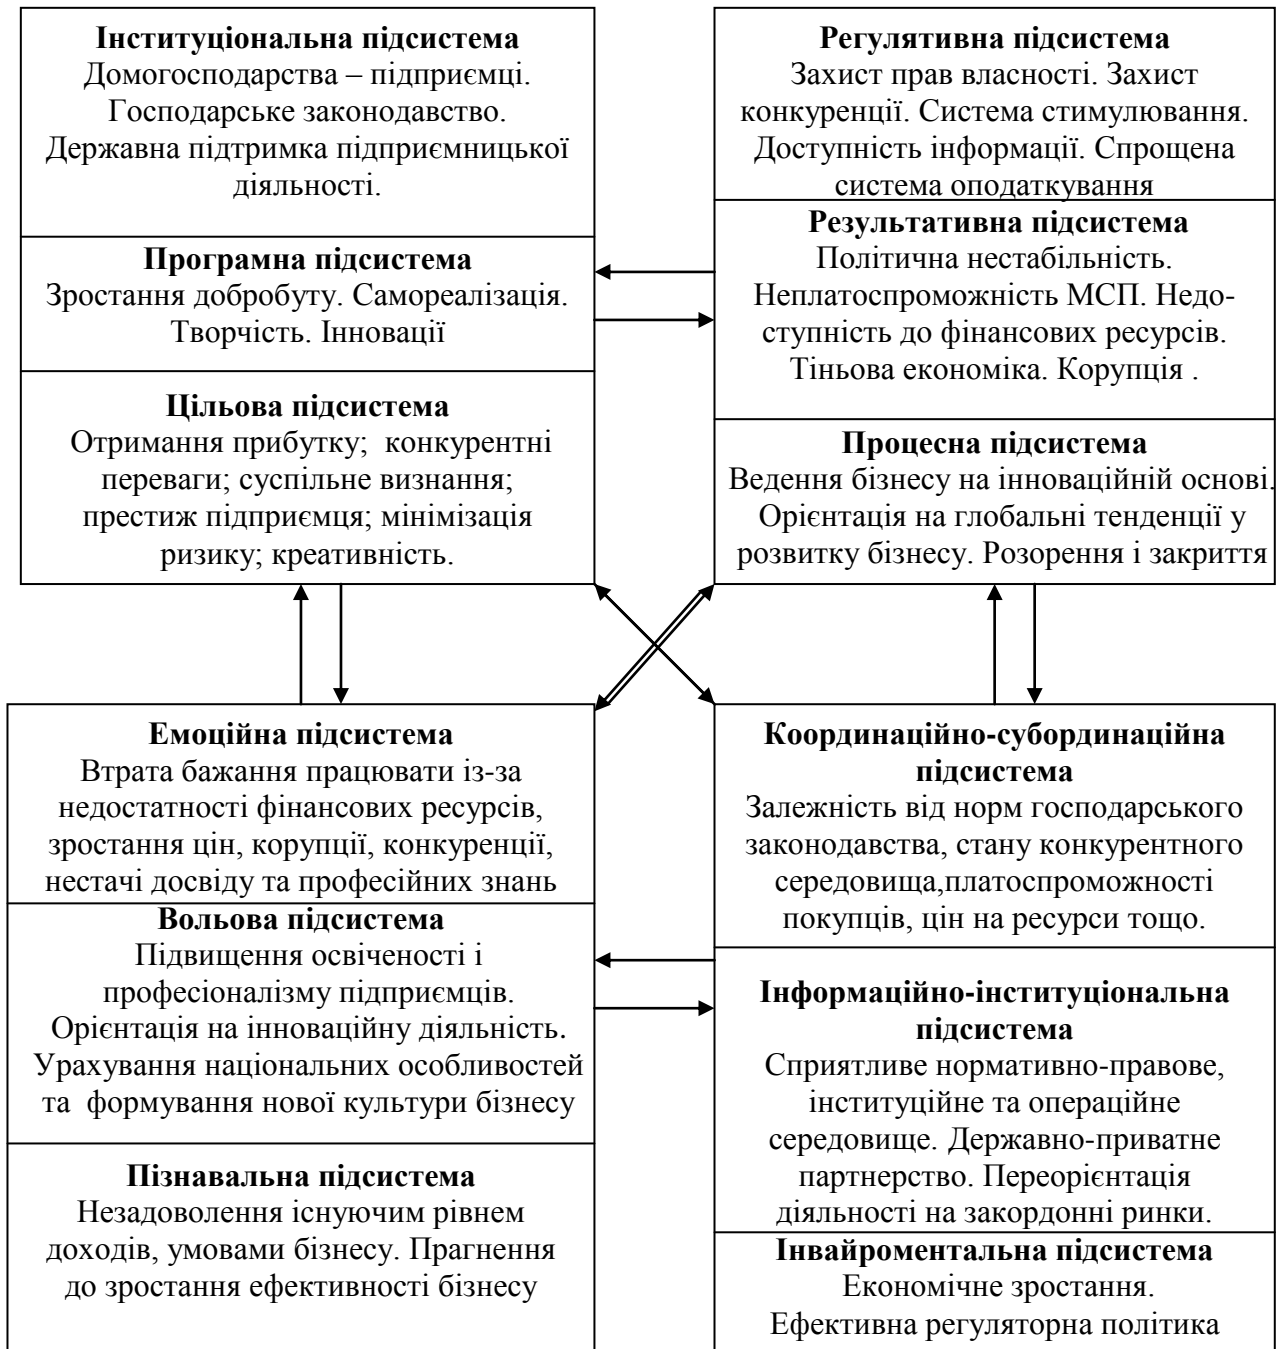 Інституціональна підсистема
Домогосподарства – підприємці.
Господарське законодавство.
Державна підтримка підприємницької
діяльності.
Програмна підсистема
Зростання добробуту. Самореалізація.
Творчість. Інновації
Цільова підсистема
Отримання прибутку;  конкурентні
переваги; суспільне визнання;
престиж підприємця; мінімізація
ризику; креативність.
Регулятивна підсистема
Захист прав власності. Захист
конкуренції. Система стимулювання.
Доступність інформації. Спрощена
система оподаткування
Результативна підсистема
Політична нестабільність.
Неплатоспроможність МСП. Недо-
ступність до фінансових ресурсів.
Тіньова економіка. Корупція .
Процесна підсистема
Ведення бізнесу на інноваційній основі.
Орієнтація на глобальні тенденції у
розвитку бізнесу. Розорення і закриття
Емоційна підсистема
Втрата бажання працювати із-за
недостатності фінансових ресурсів,
зростання цін, корупції, конкуренції,
нестачі досвіду та професійних знань
Вольова підсистема
Підвищення освіченості і
професіоналізму підприємців.
Орієнтація на інноваційну діяльність.
Урахування національних особливостей
та  формування нової культури бізнесу
Пізнавальна підсистема
Незадоволення існуючим рівнем
доходів, умовами бізнесу. Прагнення
до зростання ефективності бізнесу
Координаційно-субординаційна
підсистема
Залежність від норм господарського
законодавства, стану конкурентного
середовища,платоспроможності
покупців, цін на ресурси тощо.
Інформаційно-інституціональна
підсистема
Сприятливе нормативно-правове,
інституційне та операційне
середовище. Державно-приватне
партнерство. Переорієнтація
діяльності на закордонні ринки.
Інвайроментальна підсистема
Економічне зростання.
Ефективна регуляторна політика